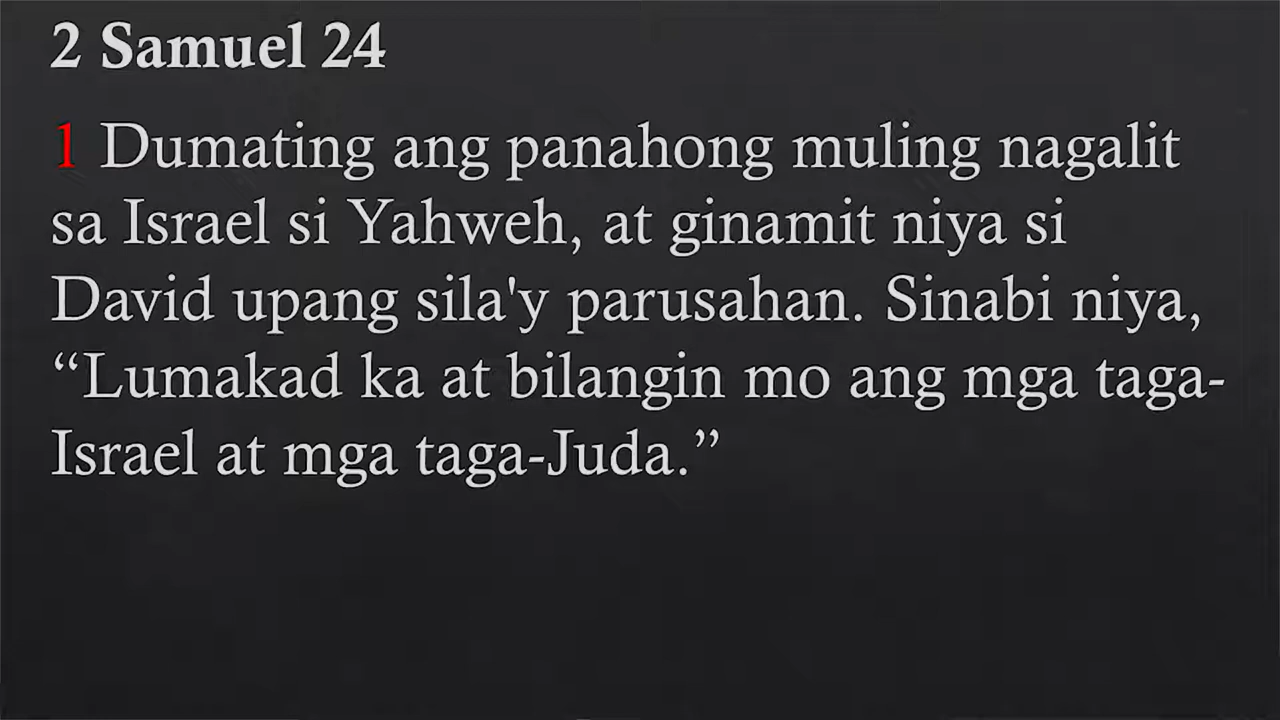 2 Samuel 24
1 Dumating ang panahong muling nagalit
sa Israel si Yahweh, at ginamit niya si
David upang sila'y parusahan. Sinabi niya,
“Lumakad ka at bilangin mo ang mga taga-
Israel at mga taga-Juda.”